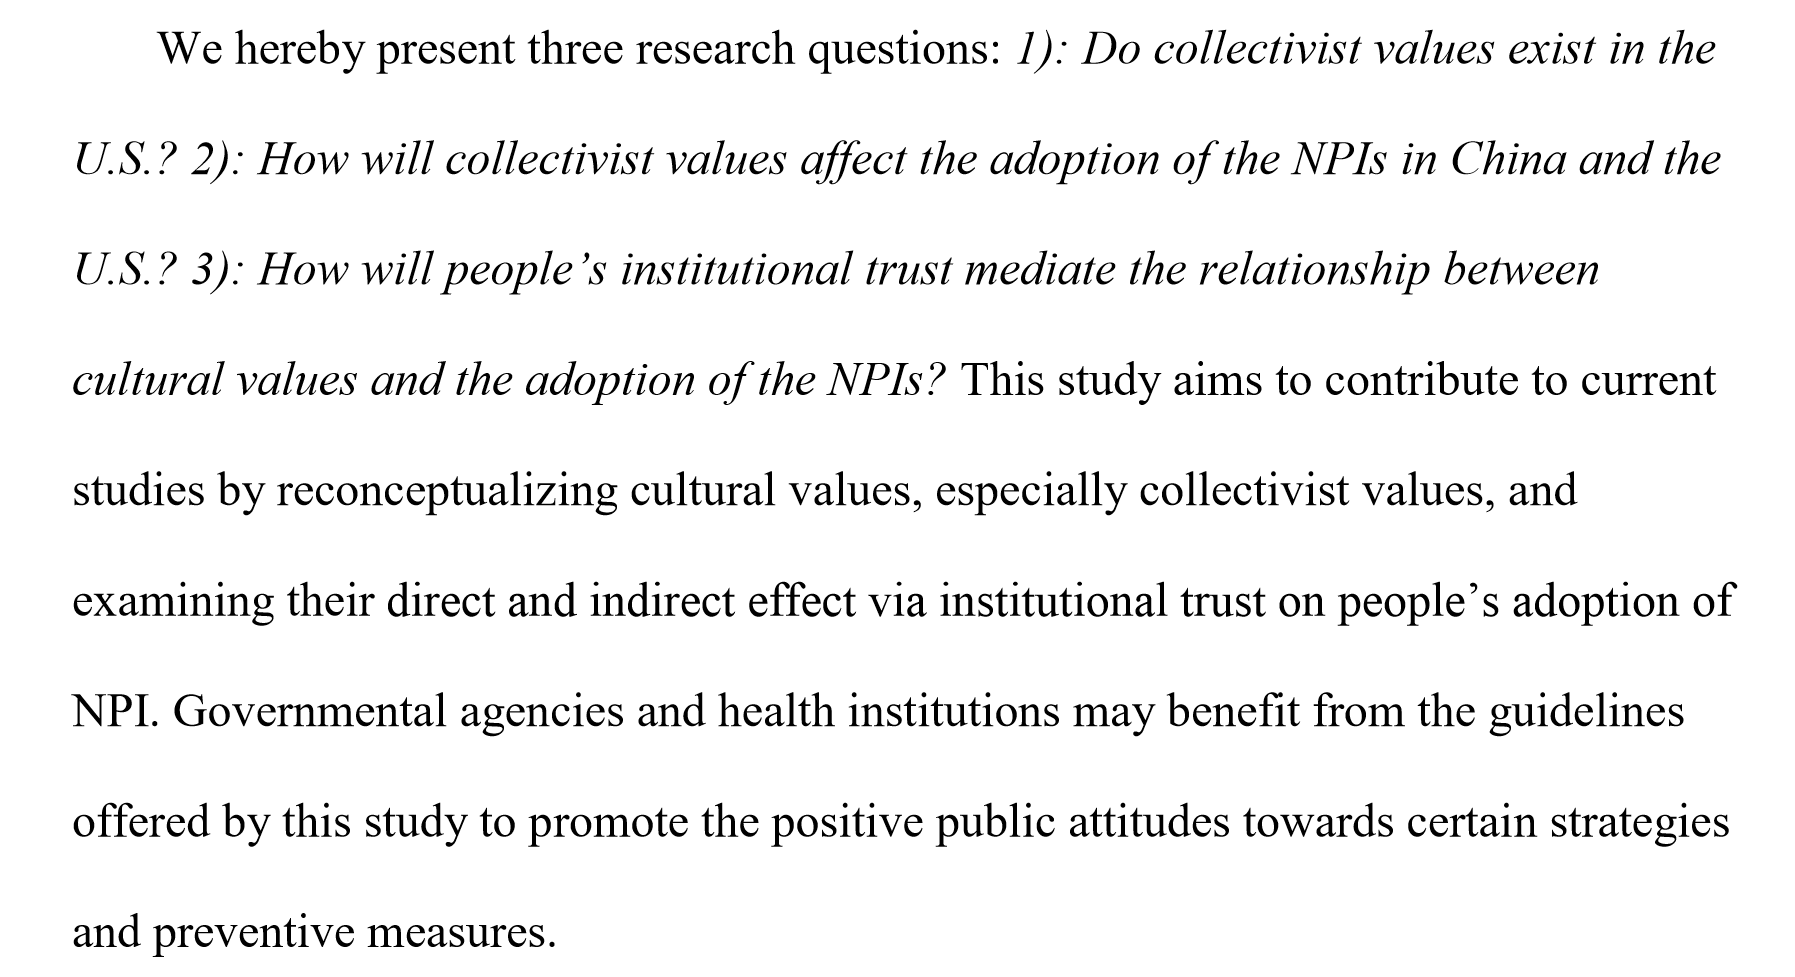 We hereby present three research questions: 1): Do collectivist values exist in the
U.S.? 2): How will collectivist values affect the adoption of the NPIs in China and the
U.S.? 3): How will people’s institutional trust mediate the relationship between
cultural values and the adoption of the NPIs? This study aims to contribute to current
studies by reconceptualizing cultural values, especially collectivist values, and
examining their direct and indirect effect via institutional trust on people’s adoption of
NPI. Governmental agencies and health institutions may benefit from the guidelines
offered by this study to promote the positive public attitudes towards certain strategies
and preventive measures.